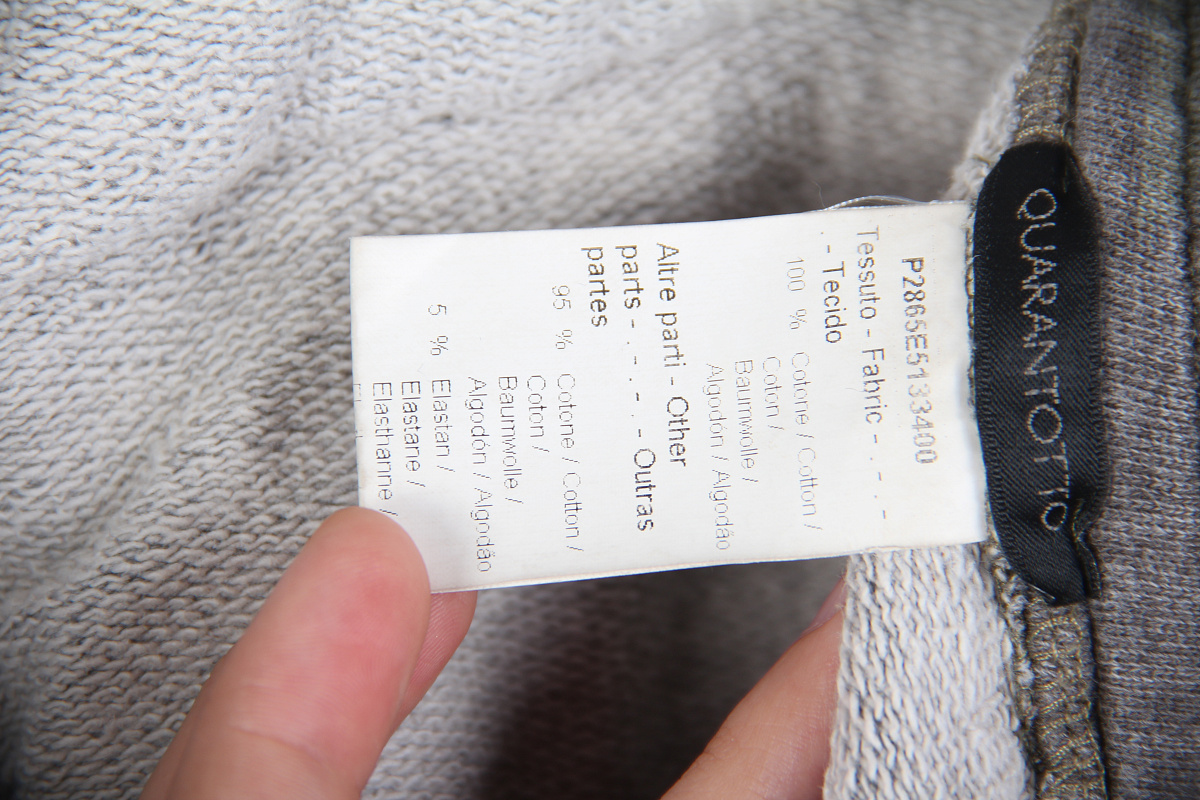 QUARANTOTTO
P2865E5133400
Tessuto - Fabric - . - . -
. - Tecido
100 % Cotone / Cotton /
Coton /
Baumwolle /
Algodón / Algodão
Altre parti - Other
parts - . - . - . - Outras
partes
95 % Cotone / Cotton /
Coton /
Baumwolle /
Algodón / Algodão
5 % Elastan /
Elastane /
Elasthanne /